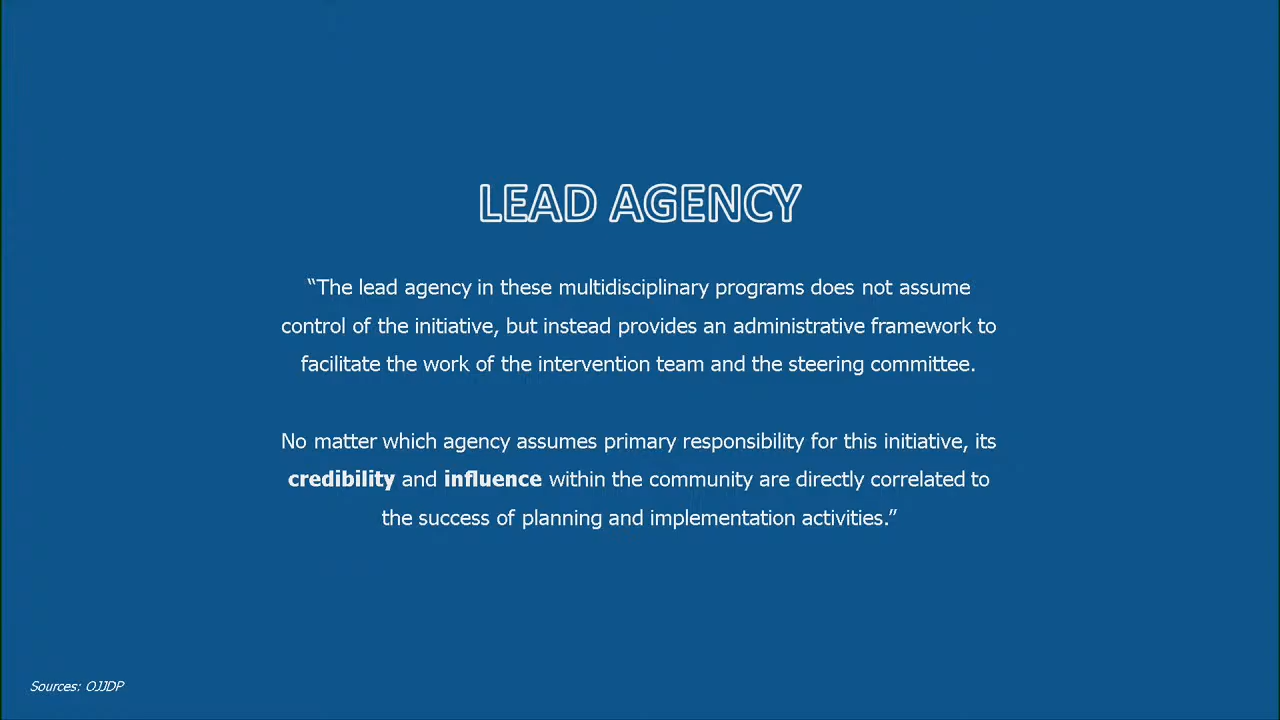 LEAD AGENCY
“The lead agency in these multidisciplinary programs does not assume
control of the initiative, but instead provides an administrative framework to
facilitate the work of the intervention team and the steering committee.
No matter which agency assumes primary responsibility for this initiative, its
credibility and influence within the community are directly correlated to
the success of planning and implementation activities.”
Sources: OJJDP